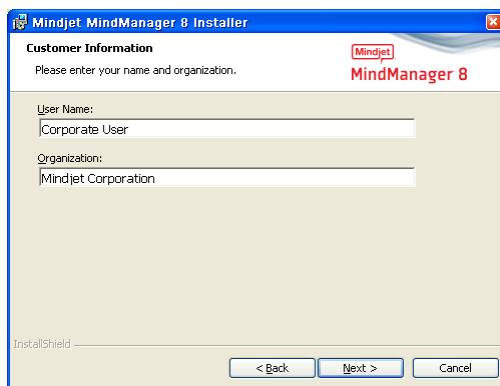 Mindjet MindManager 8 Installer
Customer Information
Please enter your name and organization.
Mindjet
MindManager 8
User Name:
Corporate User
Organization:
Mindjet Corporation
InstallShield
< Back
Next >
Cancel